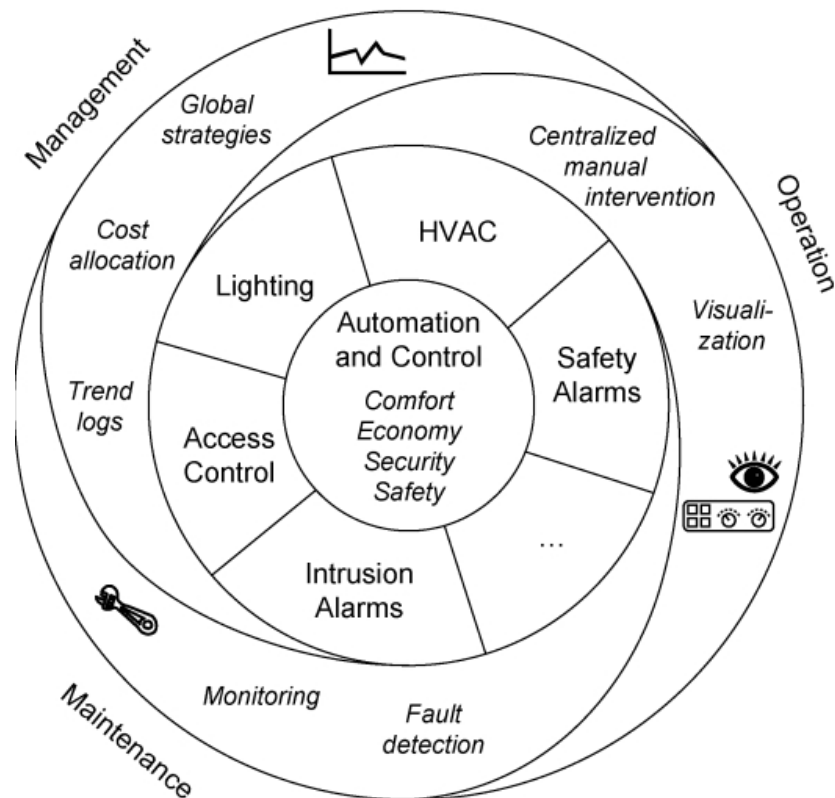 Management
Global
strategies
Centralized
manual
intervention
Operation
HVAC
Cost
allocation
Lighting
Automation
and Control
Comfort
Economy
Security
Safety
Safety
Alarms
Visuali-
zation
Trend
logs
Access
Control
...
Intrusion
Alarms
Monitoring
Fault
detection
Maintenance